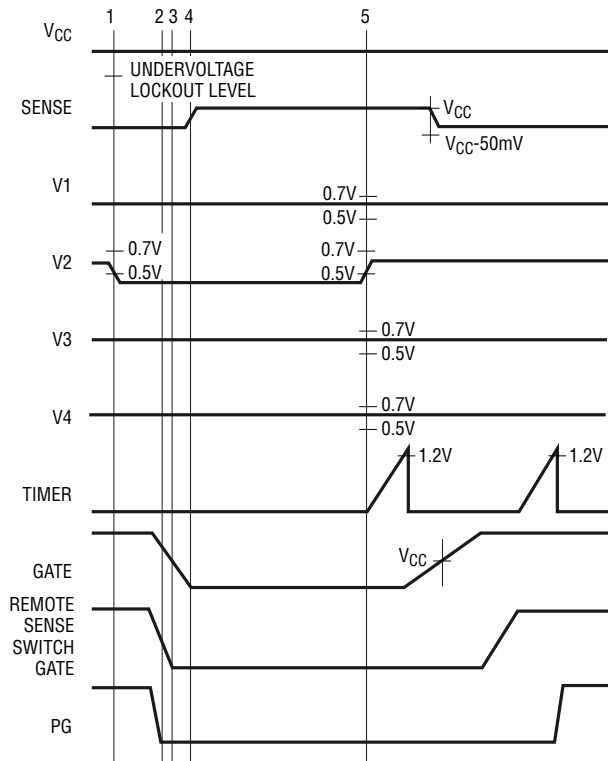 1 2 3 4 5
VCC
UNDERVOLTAGE
LOCKOUT LEVEL
SENSE
VCC
VCC-50mV
V1
0.7V
0.5V
V2
0.7V
0.5V
0.7V
0.5V
V3
0.7V
0.5V
V4
0.7V
0.5V
TIMER
1.2V
1.2V
GATE
VCC
REMOTE
SENSE
SWITCH
GATE
PG